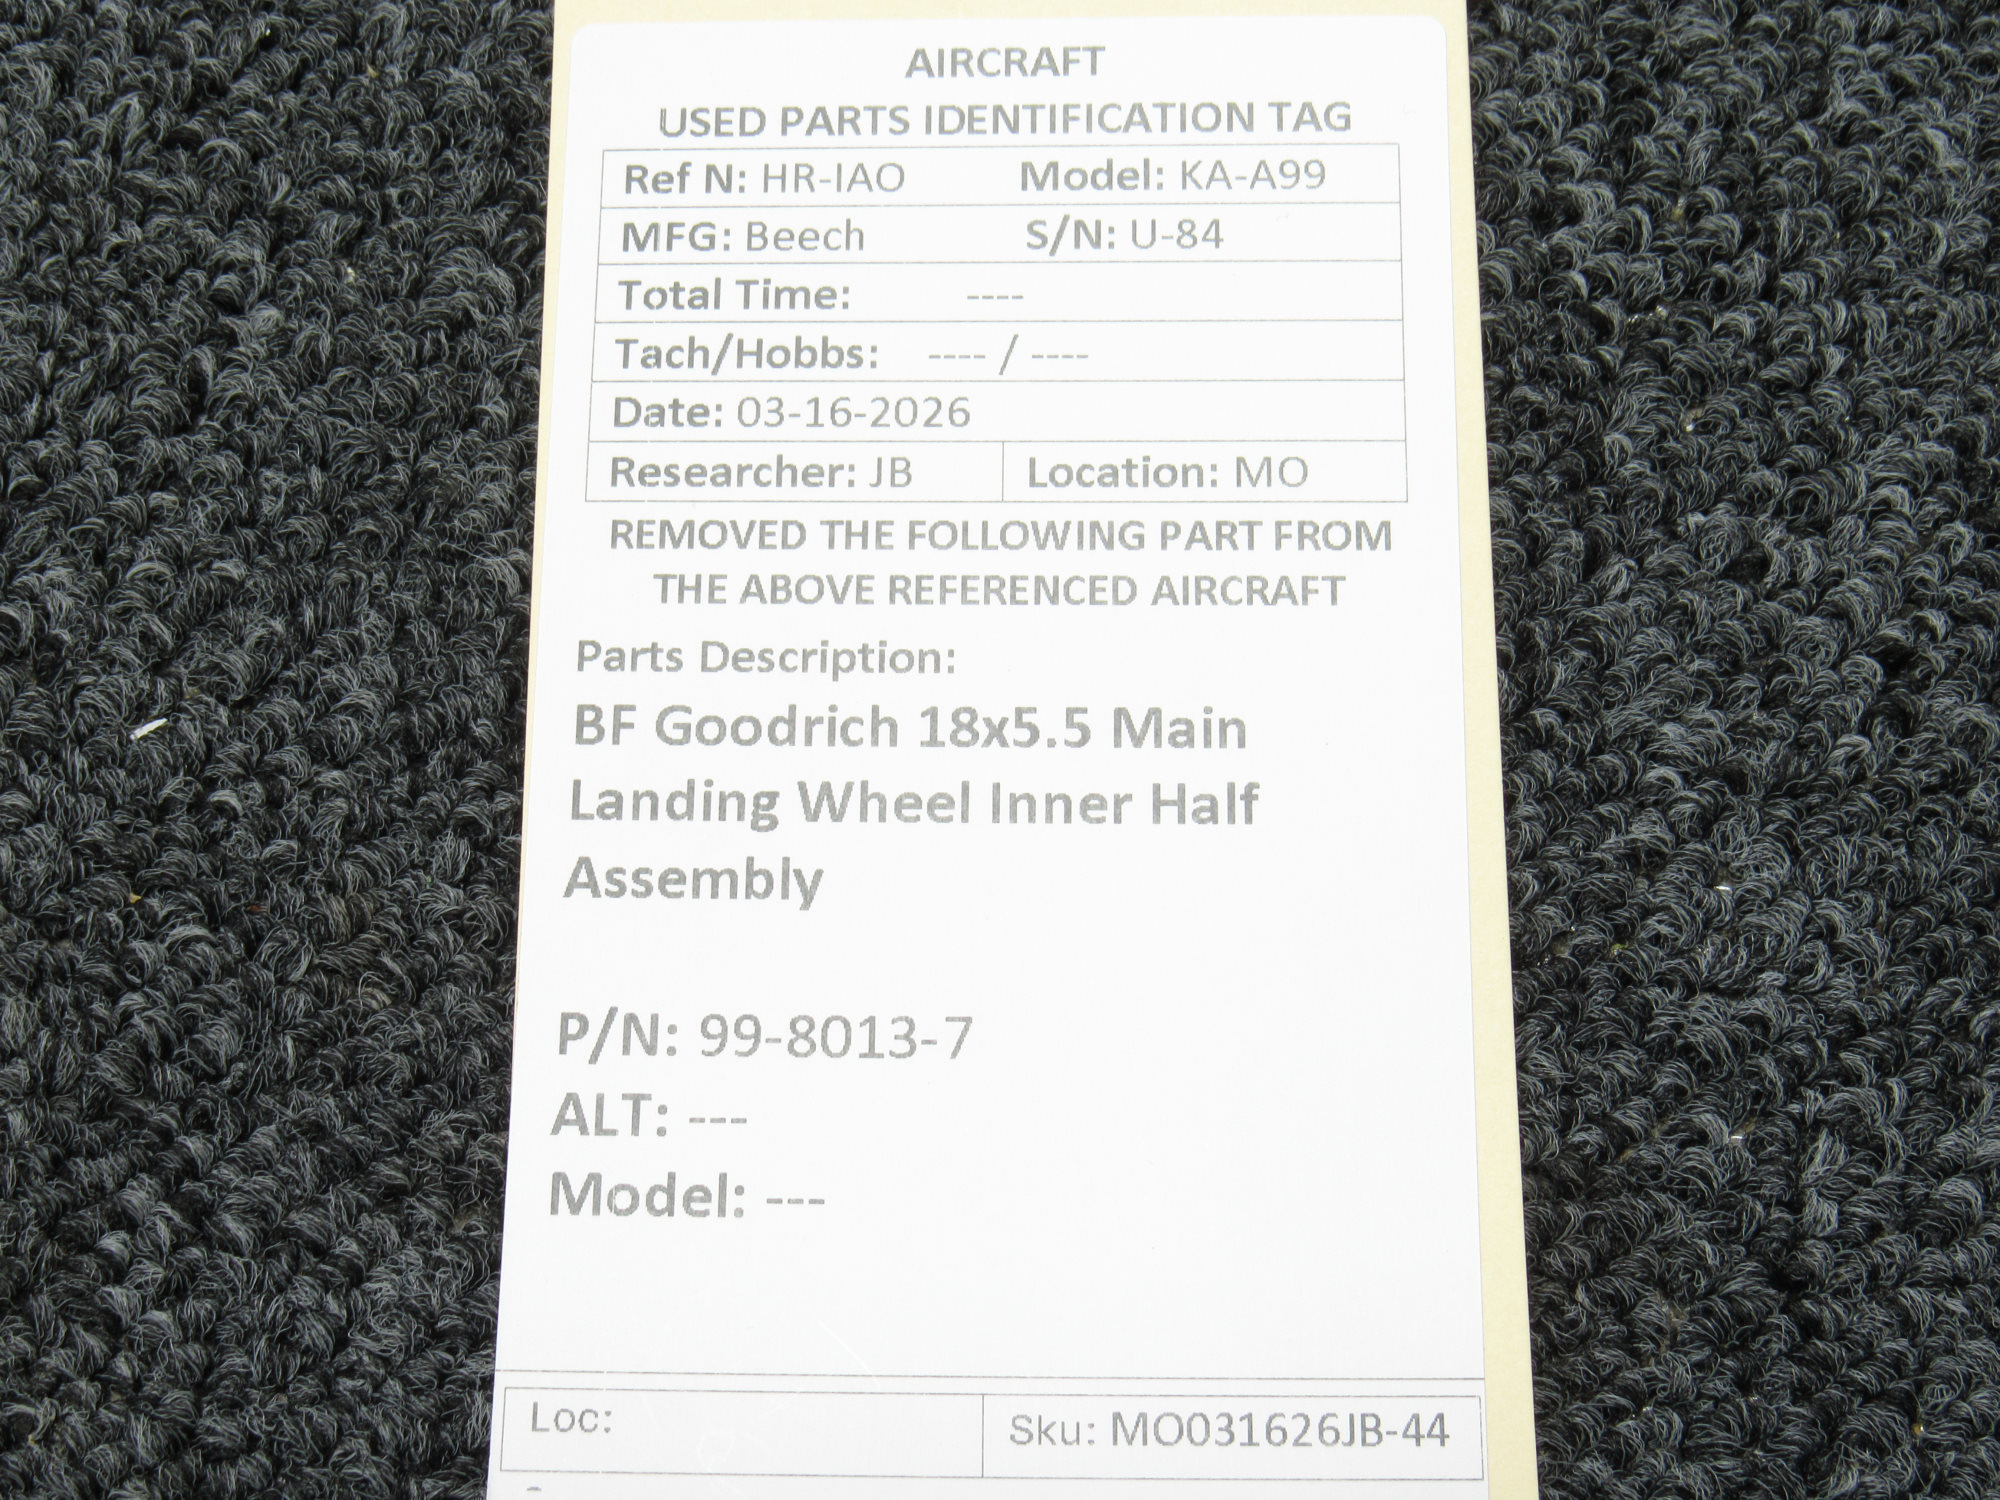 AIRCRAFT
USED PARTS IDENTIFICATION TAG
Ref N: HR-IAO Model: KA-A99
MFG: Beech S/N: U-84
Total Time: ----
Tach/Hobbs: ---- / ----
Date: 03-16-2026
Researcher: JB Location: MO
REMOVED THE FOLLOWING PART FROM
THE ABOVE REFERENCED AIRCRAFT
Parts Description:
BF Goodrich 18x5.5 Main
Landing Wheel Inner Half
Assembly
P/N: 99-8013-7
ALT: ---
Model: ---
Loc: Sku: MO031626JB-44